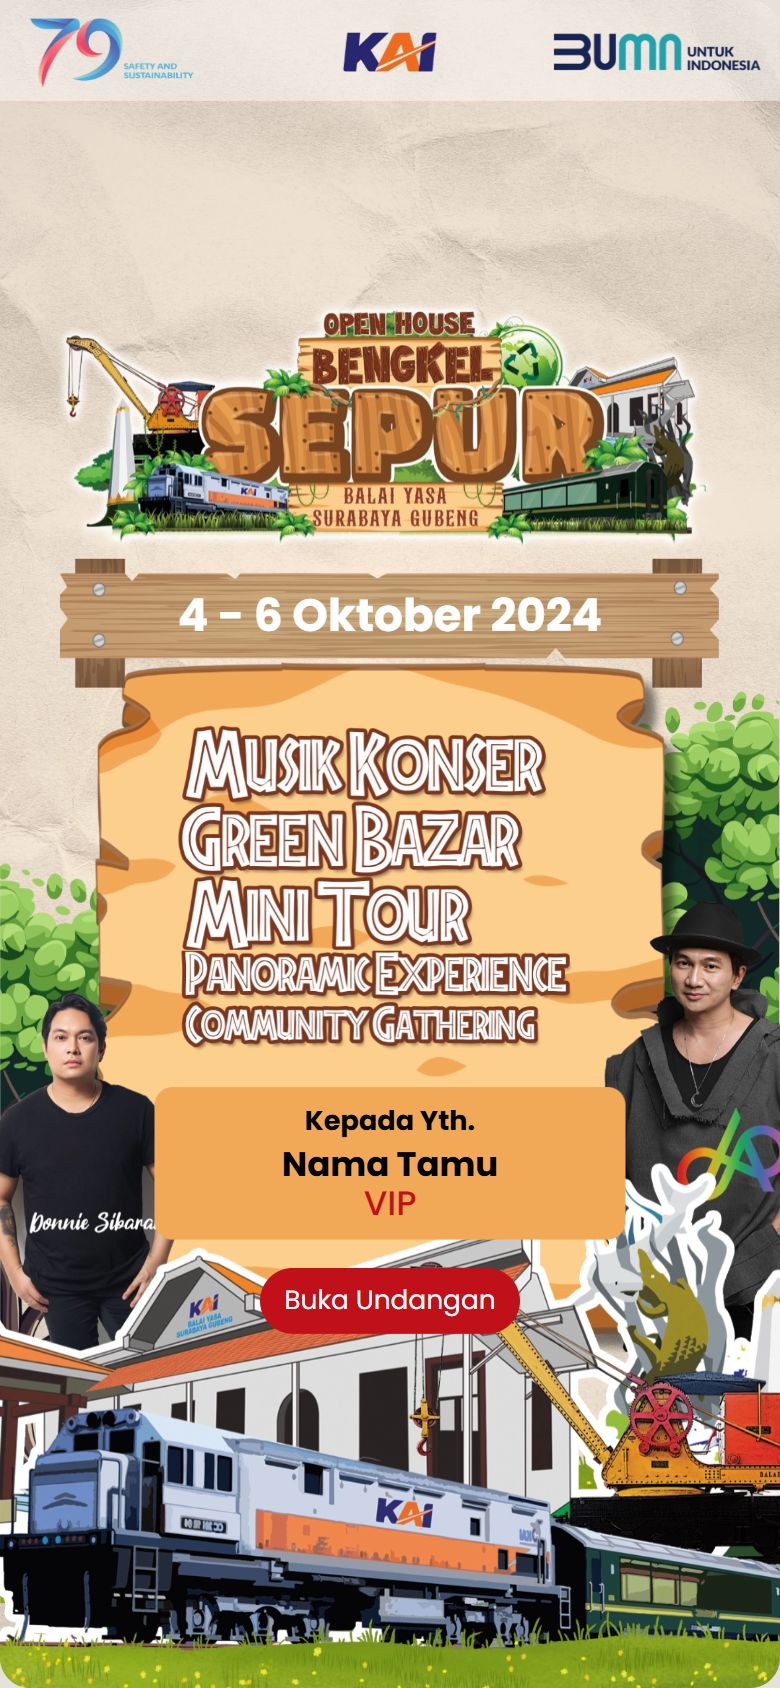 79
SAFETY AND
SUSTAINABILITY
KAI
BUMN
UNTUK
INDONESIA
OPEN HOUSE
BENGKEL
SEPUR
KAI
BALAI YASA
SURABAYA GUBENG
4 - 6 Oktober 2024
MUSIK KONSER
GREEN BAZAR
MINI TOUR
PANORAMIC EXPERIENCE
COMMUNITY GATHERING
Kepada Yth.
Nama Tamu
VIP
Donnie Sibara
Buka Undangan
KAI
BALAI YASA
SURABAYA GUBENG
KAI